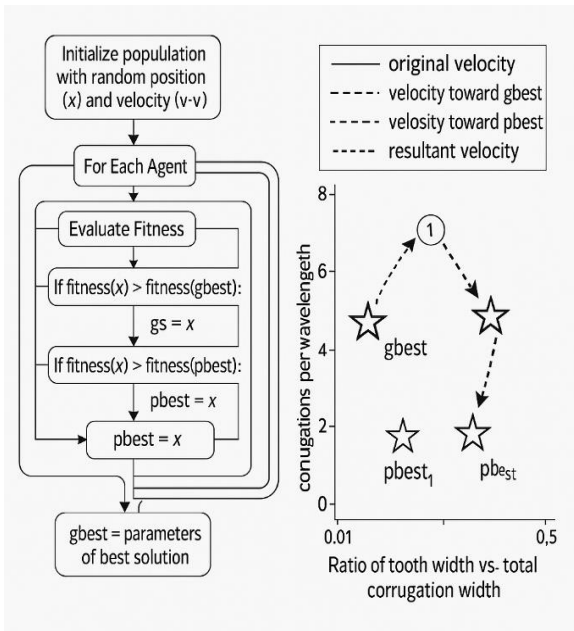 Initialize popullation
with random position
(x) and velocity (v-v)
For Each Agent
Evaluate Fitness
If fitness(x) > fitness(gbest):
gs = x
If fitness(x) > fitness(pbest):
pbest = x
pbest = x
gbest = parameters
of best solution
original velocity
velocity toward gbest
velosity toward pbest
resultant velocity
8
6
4
2
0
conugations per wavelengeth
1
gbest
pbest1
pbest
0.01
0,5
Ratio of tooth width vs- total
corrugation width